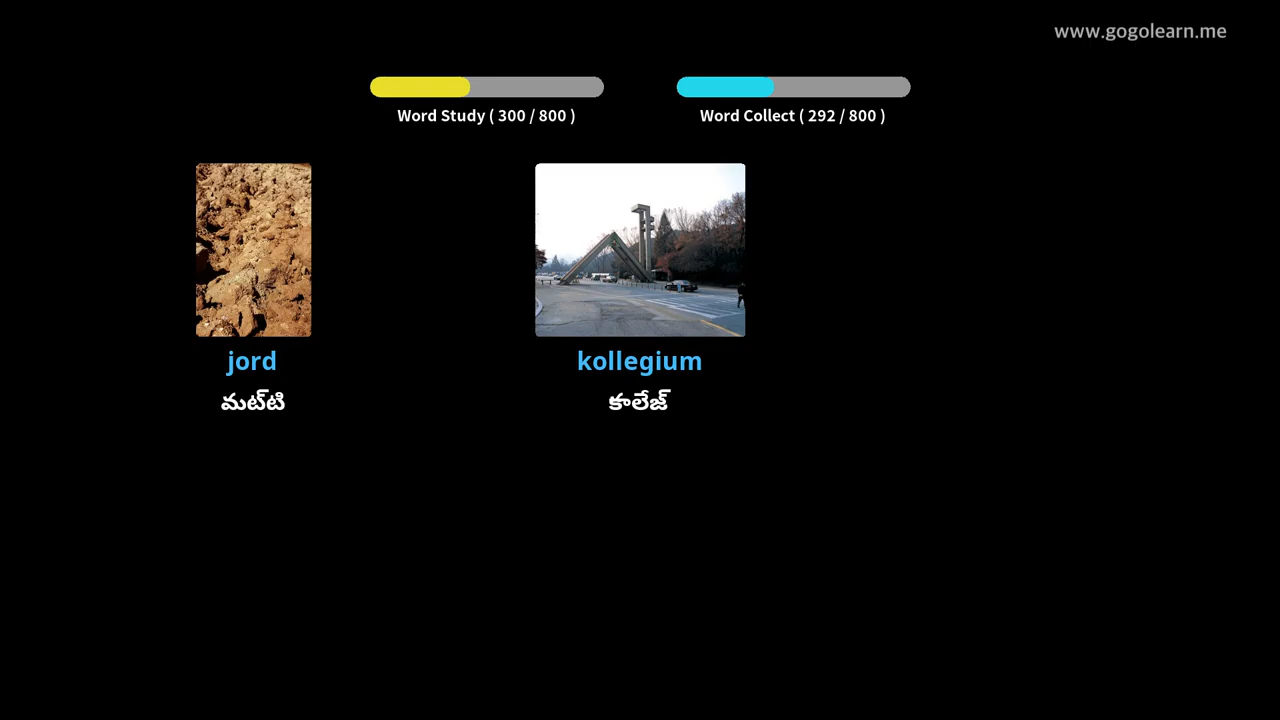 www.gogolearn.me
Word Study ( 300 / 800 )
Word Collect ( 292 / 800 )
jord
kollegium
మట్‌టి
కాలేజ్